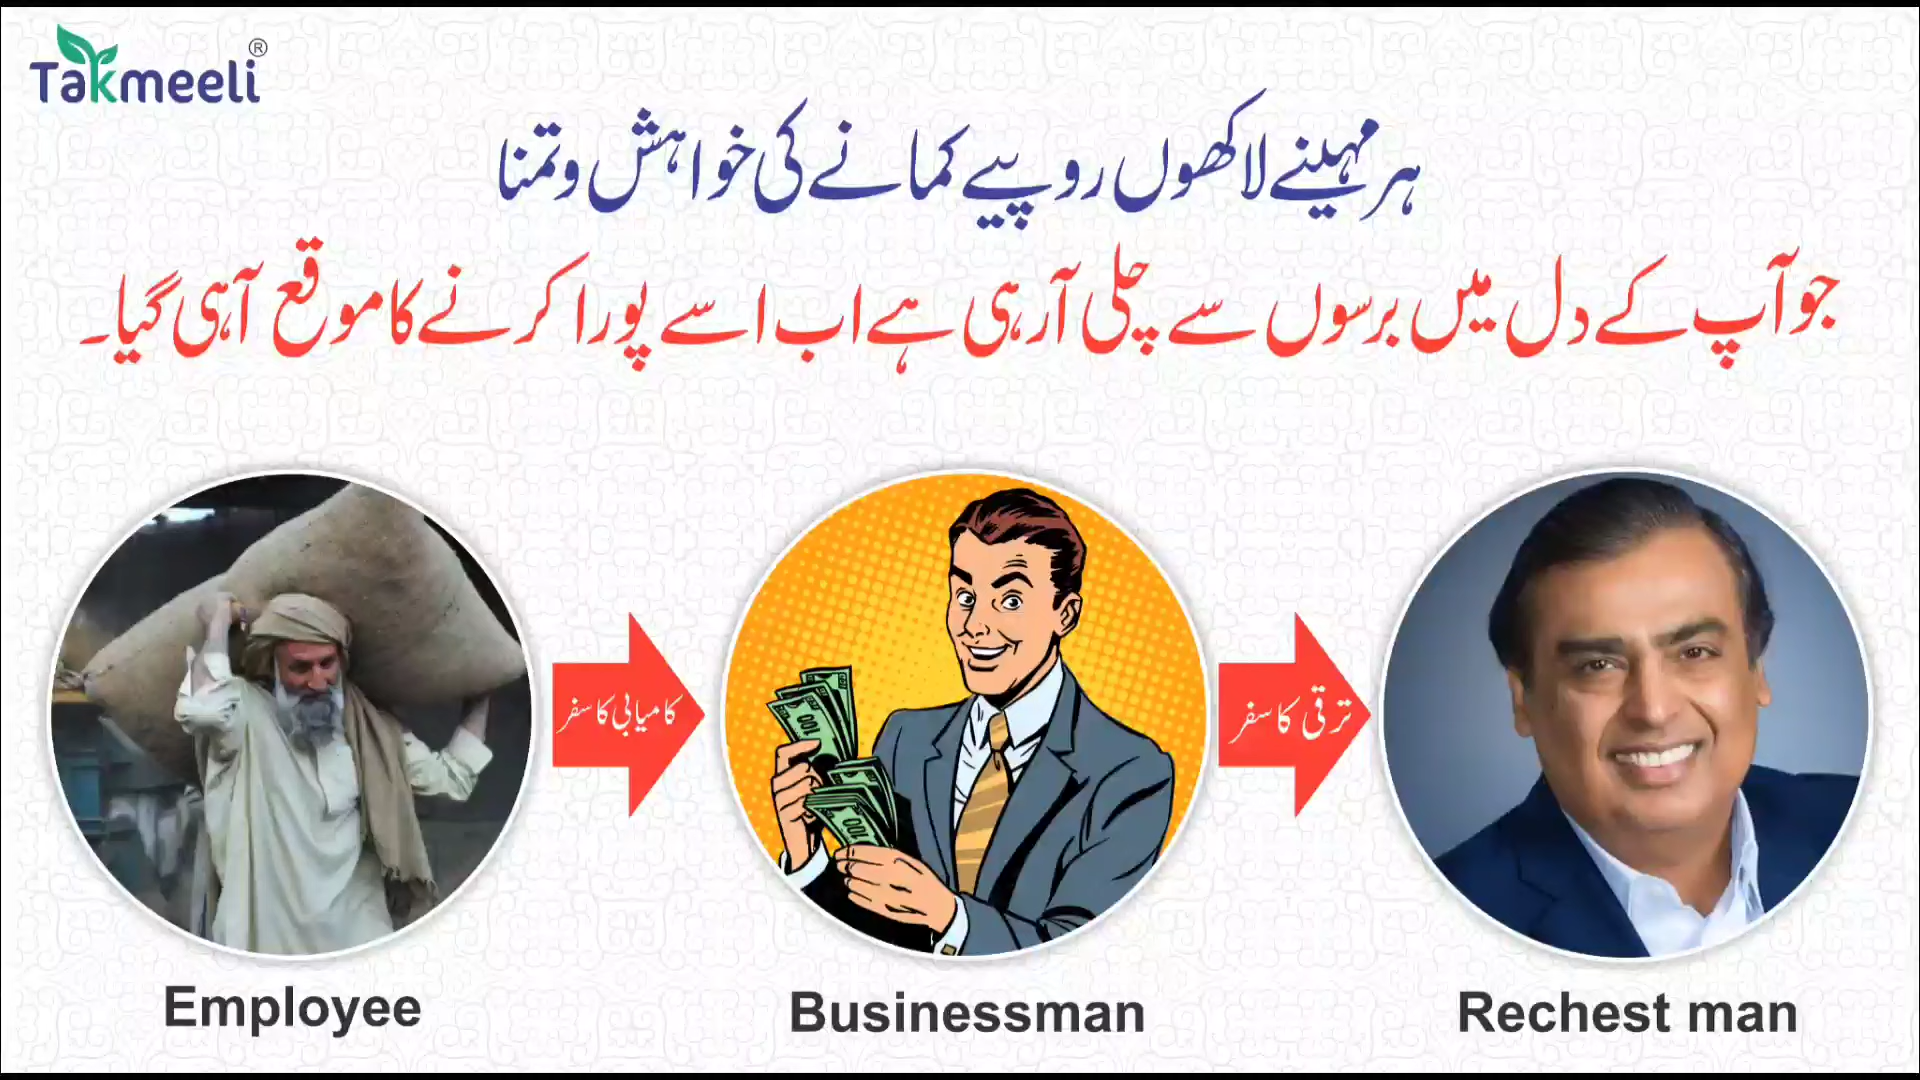 Takmeeli®
ہر مہینے لاکھوں روپیے کمانے کی خواہش و تمنا
جو آپ کے دل میں برسوں سے چلی آرہی ہے اب اسے پورا کرنے کا موقع آہی گیا۔
کامیابی کا سفر
ترقی کا سفر
Employee
Businessman
Rechest man